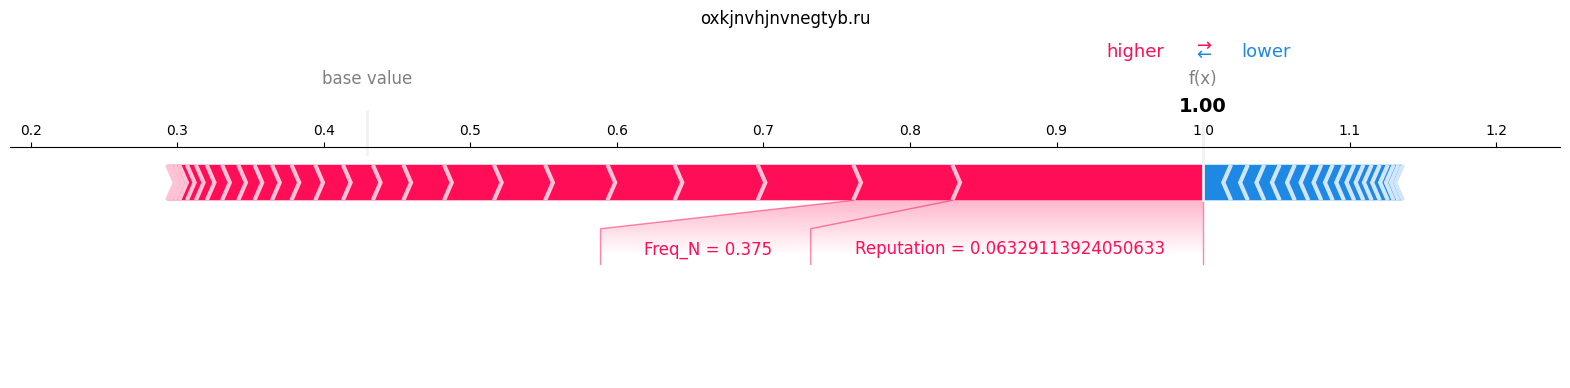 oxkjnvhjnvnegtyb.ru
higher → ← lower
base value f(x)
1.00
0.2 0.3 0.4 0.5 0.6 0.7 0.8 0.9 1.0 1.1 1.2
Freq_N = 0.375 Reputation = 0.06329113924050633